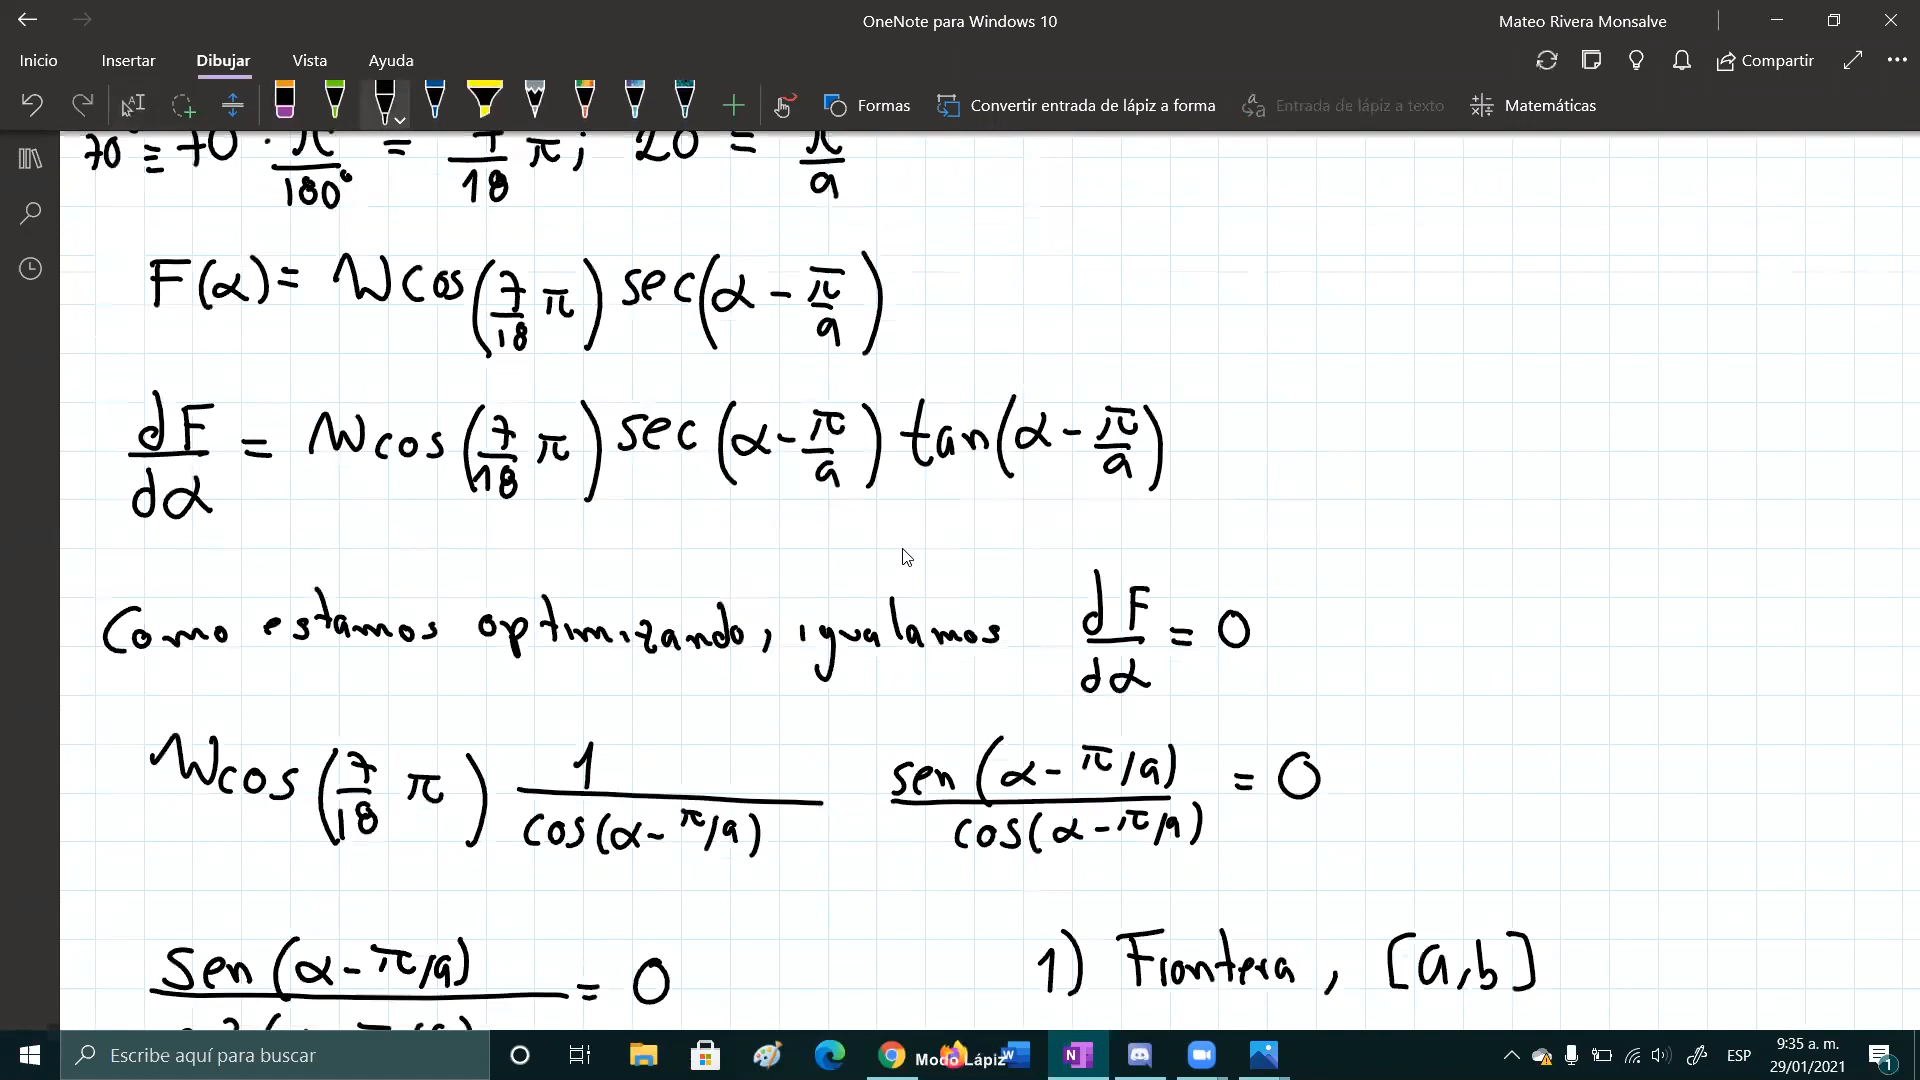 OneNote para Windows 10
Mateo Rivera Monsalve
Inicio Insertar Dibujar Vista Ayuda
Compartir
Formas Convertir entrada de lápiz a forma Entrada de lápiz a texto Matemáticas
70° ≡ 70 · π/180° = 7/18 π; 20 = π/9
F(α) = W cos(7/18 π) sec(α - π/9)
dF/dα = W cos(7/18 π) sec(α - π/9) tan(α - π/9)
Como estamos optimizando, igualamos dF/dα = 0
W cos(7/18 π) 1/cos(α - π/9) sen(α - π/9)/cos(α - π/9) = 0
sen(α - π/9) = 0
1) Frontera, [a,b]
Escribe aquí para buscar
Modo Lápiz
ESP
9:35 a. m.
29/01/2021
1